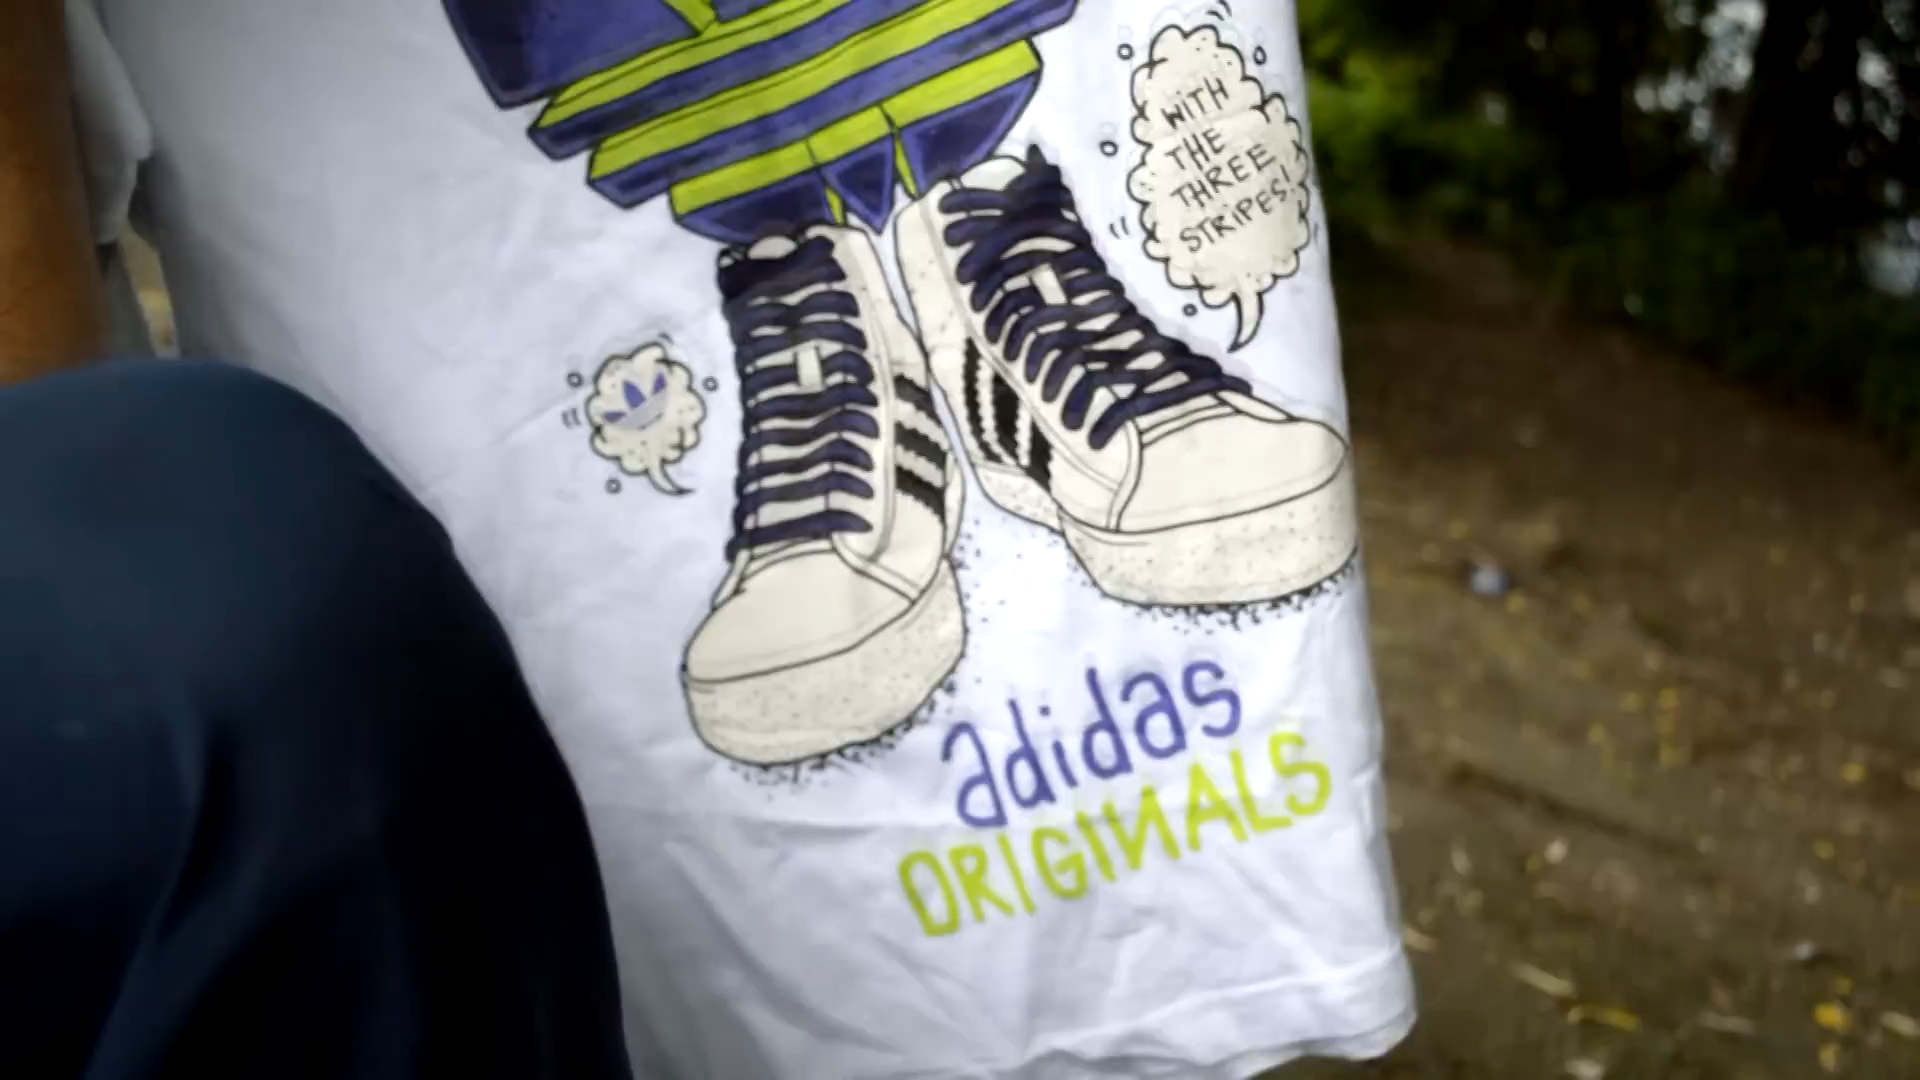 WiTH
THE
THREE
STRiPES!
adidas
ORIGINALS